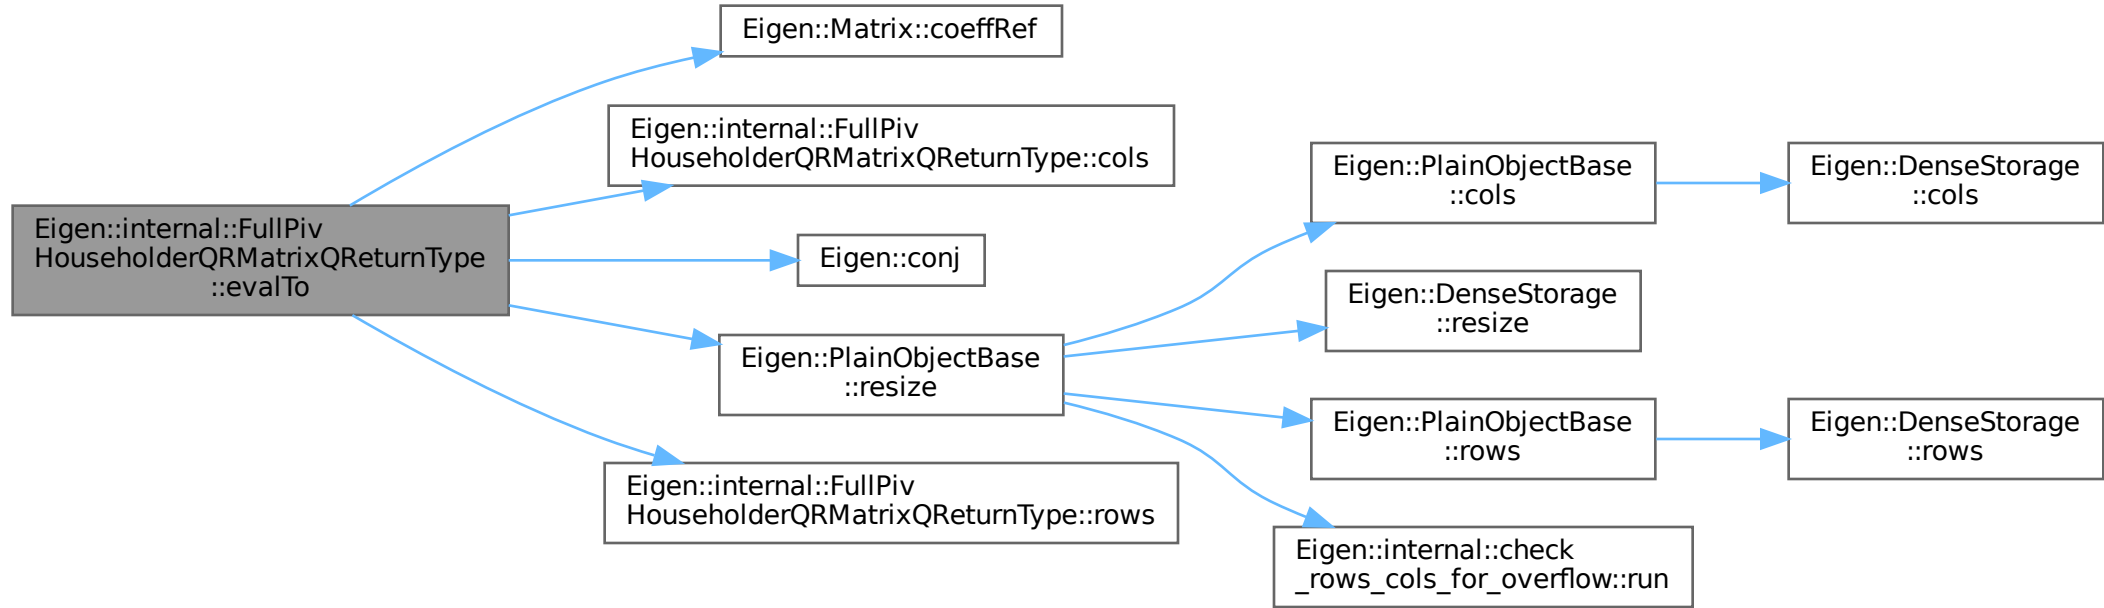 Eigen::internal::FullPiv
HouseholderQRMatrixQReturnType
::evalTo
Eigen::Matrix::coeffRef
Eigen::internal::FullPiv
HouseholderQRMatrixQReturnType::cols
Eigen::conj
Eigen::PlainObjectBase
::resize
Eigen::internal::FullPiv
HouseholderQRMatrixQReturnType::rows
Eigen::PlainObjectBase
::cols
Eigen::DenseStorage
::resize
Eigen::PlainObjectBase
::rows
Eigen::internal::check
_rows_cols_for_overflow::run
Eigen::DenseStorage
::cols
Eigen::DenseStorage
::rows